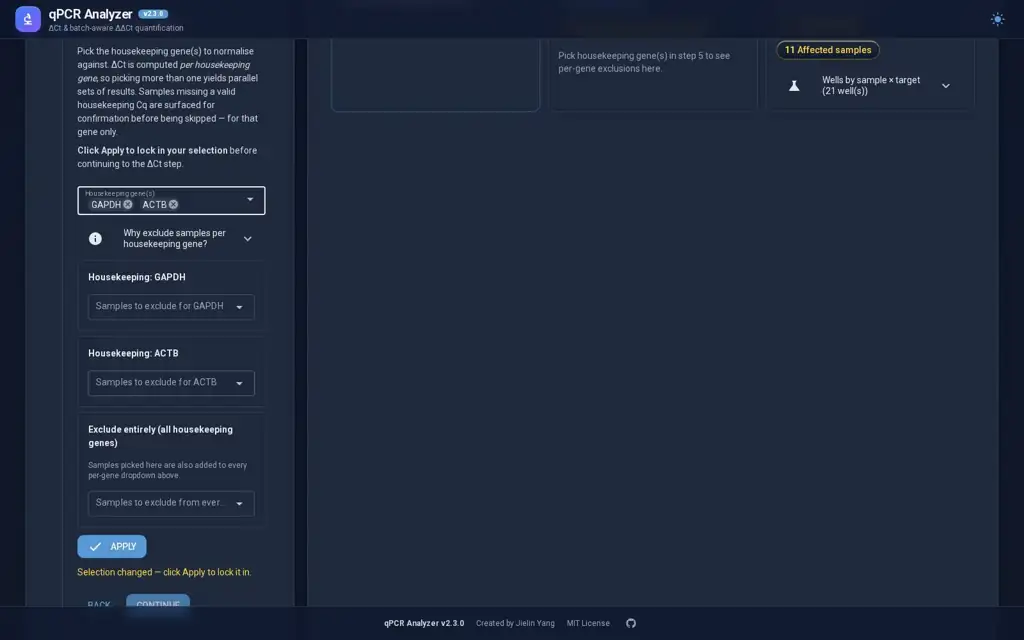 qPCR Analyzer v2.3.0
ΔCt & batch-aware ΔΔCt quantification
Pick the housekeeping gene(s) to normalise
against. ΔCt is computed per housekeeping
gene, so picking more than one yields parallel
sets of results. Samples missing a valid
housekeeping Cq are surfaced for
confirmation before being skipped — for that
gene only.
Click Apply to lock in your selection before
continuing to the ΔCt step.
Housekeeping gene(s)
GAPDH ACTB
Why exclude samples per
housekeeping gene?
Housekeeping: GAPDH
Samples to exclude for GAPDH
Housekeeping: ACTB
Samples to exclude for ACTB
Exclude entirely (all housekeeping
genes)
Samples picked here are also added to every
per-gene dropdown above.
Samples to exclude from ever…
APPLY
Selection changed — click Apply to lock it in.
BACK CONTINUE
Pick housekeeping genes in step 5 to see
per-gene exclusions here.
11 Affected samples
Wells by sample × target
(21 well(s))
qPCR Analyzer v2.3.0 Created by Jielin Yang MIT License